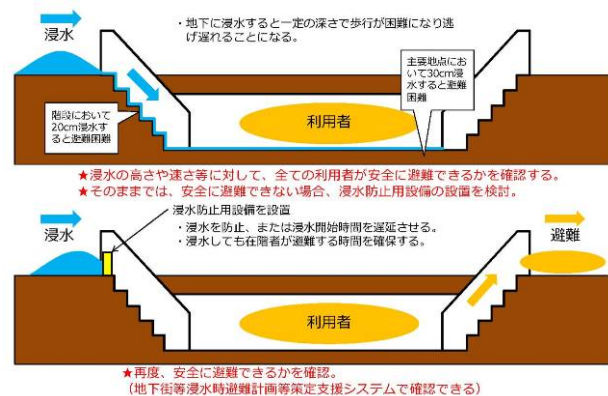 浸水
・地下に浸水すると一定の深さで歩行が困難になり逃
げ遅れることになる。
主要地点にお
いて30cm浸
水すると避難
困難
階段において
20cm浸水す
ると避難困難
利用者
★浸水の高さや速さ等に対して、全ての利用者が安全に避難できるかを確認する。
★そのままでは、安全に避難できない場合、浸水防止用設備の設置を検討。
浸水
浸水防止用設備を設置
・浸水を防止、または浸水開始時間を遅延させる。
・浸水しても在階者が避難する時間を確保する。
避難
利用者
★再度、安全に避難できるかを確認。
（地下街等浸水時避難計画等策定支援システムで確認できる）